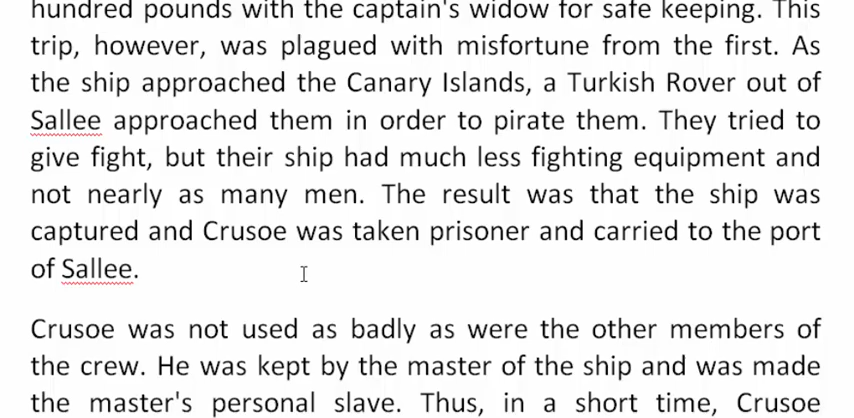 hundred pounds with the captain's widow for safe keeping. This
trip, however, was plagued with misfortune from the first. As
the ship approached the Canary Islands, a Turkish Rover out of
Sallee approached them in order to pirate them. They tried to
give fight, but their ship had much less fighting equipment and
not nearly as many men. The result was that the ship was
captured and Crusoe was taken prisoner and carried to the port
of Sallee.
Crusoe was not used as badly as were the other members of
the crew. He was kept by the master of the ship and was made
the master's personal slave. Thus, in a short time, Crusoe